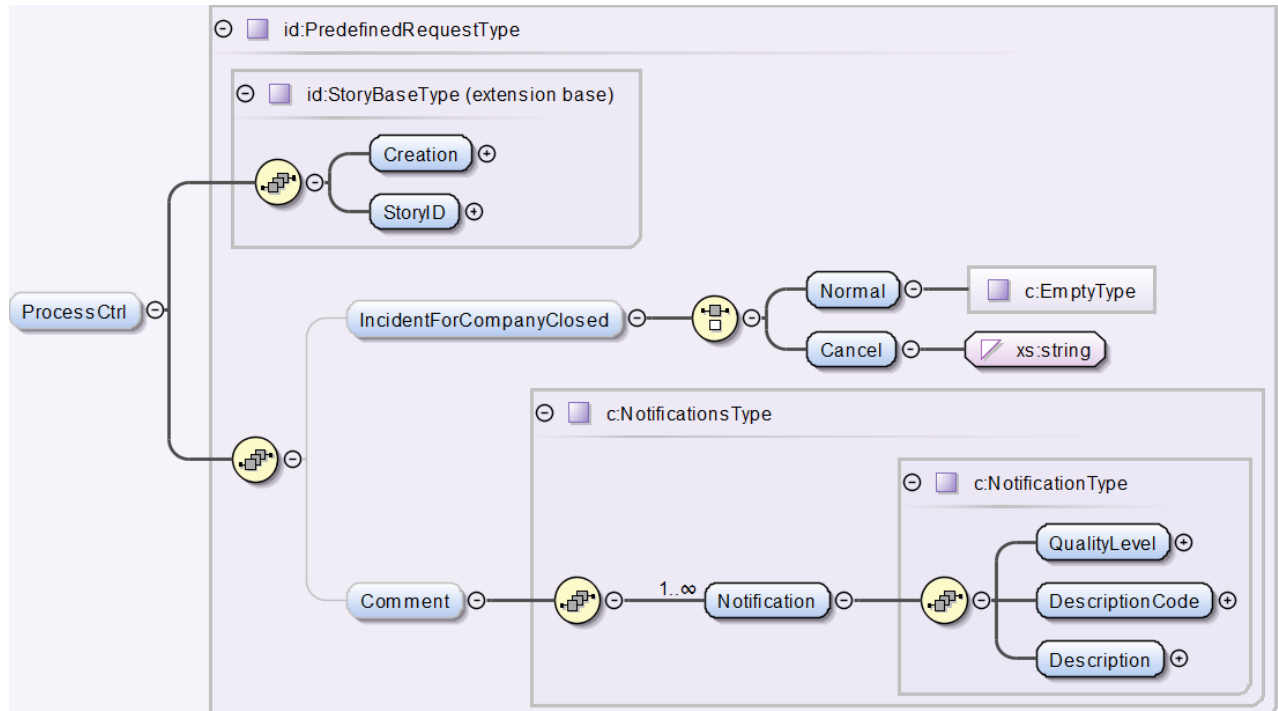 id:PredefinedRequestType
id:StoryBaseType (extension base)
Creation
StoryID
ProcessCtrl
IncidentForCompanyClosed
Normal
c:EmptyType
Cancel
xs:string
c:NotificationsType
c:NotificationType
QualityLevel
Comment
1..∞
Notification
DescriptionCode
Description